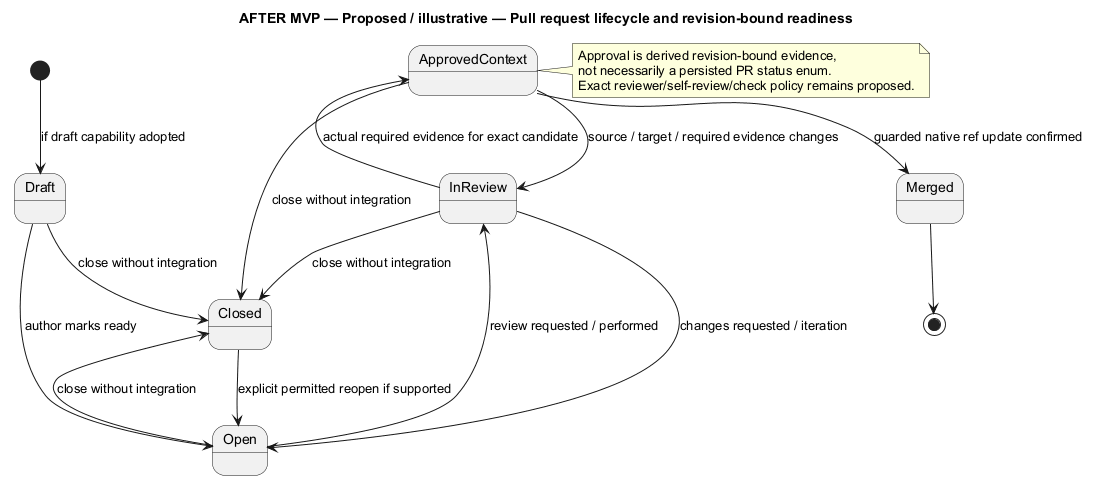 AFTER MVP — Proposed / illustrative — Pull request lifecycle and revision-bound readiness
ApprovedContext
Approval is derived revision-bound evidence,
not necessarily a persisted PR status enum.
Exact reviewer/self-review/check policy remains proposed.
if draft capability adopted
actual required evidence for exact candidate
source / target / required evidence changes
guarded native ref update confirmed
Draft
InReview
Merged
close without integration
close without integration
close without integration
Closed
author marks ready
review requested / performed
changes requested / iteration
close without integration
explicit permitted reopen if supported
Open